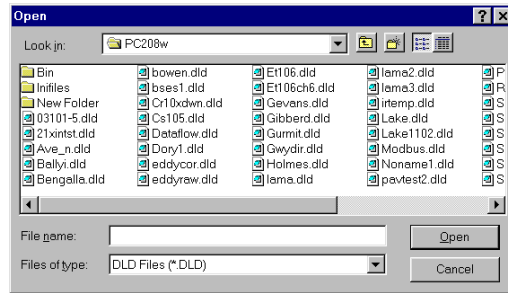 Open
Look in: PC208w
Bin bowen.dld Et106.dld lama2.dld P
Inifiles bses1.dld Et106ch6.dld lama3.dld R
New Folder Cr10xdwn.dld Gevans.dld irtemp.dld S
03101-5.dld Cs105.dld Gibberd.dld Lake.dld S
21xintst.dld Dataflow.dld Gurmit.dld Lake1102.dld S
Ave_n.dld Dory1.dld Gwydir.dld Modbus.dld S
Ballyi.dld eddycor.dld Holmes.dld Noname1.dld S
Bengalla.dld eddyraw.dld lama.dld pavtest2.dld S
File name: Open
Files of type: DLD Files (*.DLD) Cancel